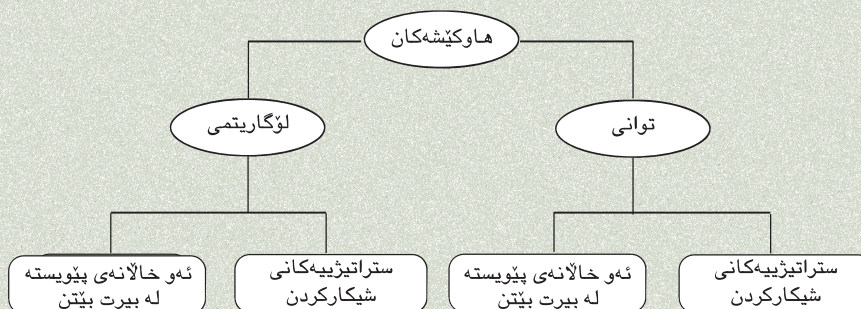 هاوكێشەكان
توانی
لۆگاریتمی
ستراتیژییەكانی
شیكاركردن
ئەو خاڵانەی پێویستە
لە بیرت بێتن
ستراتیژییەكانی
شیكاركردن
ئەو خاڵانەی پێویستە
لە بیرت بێتن